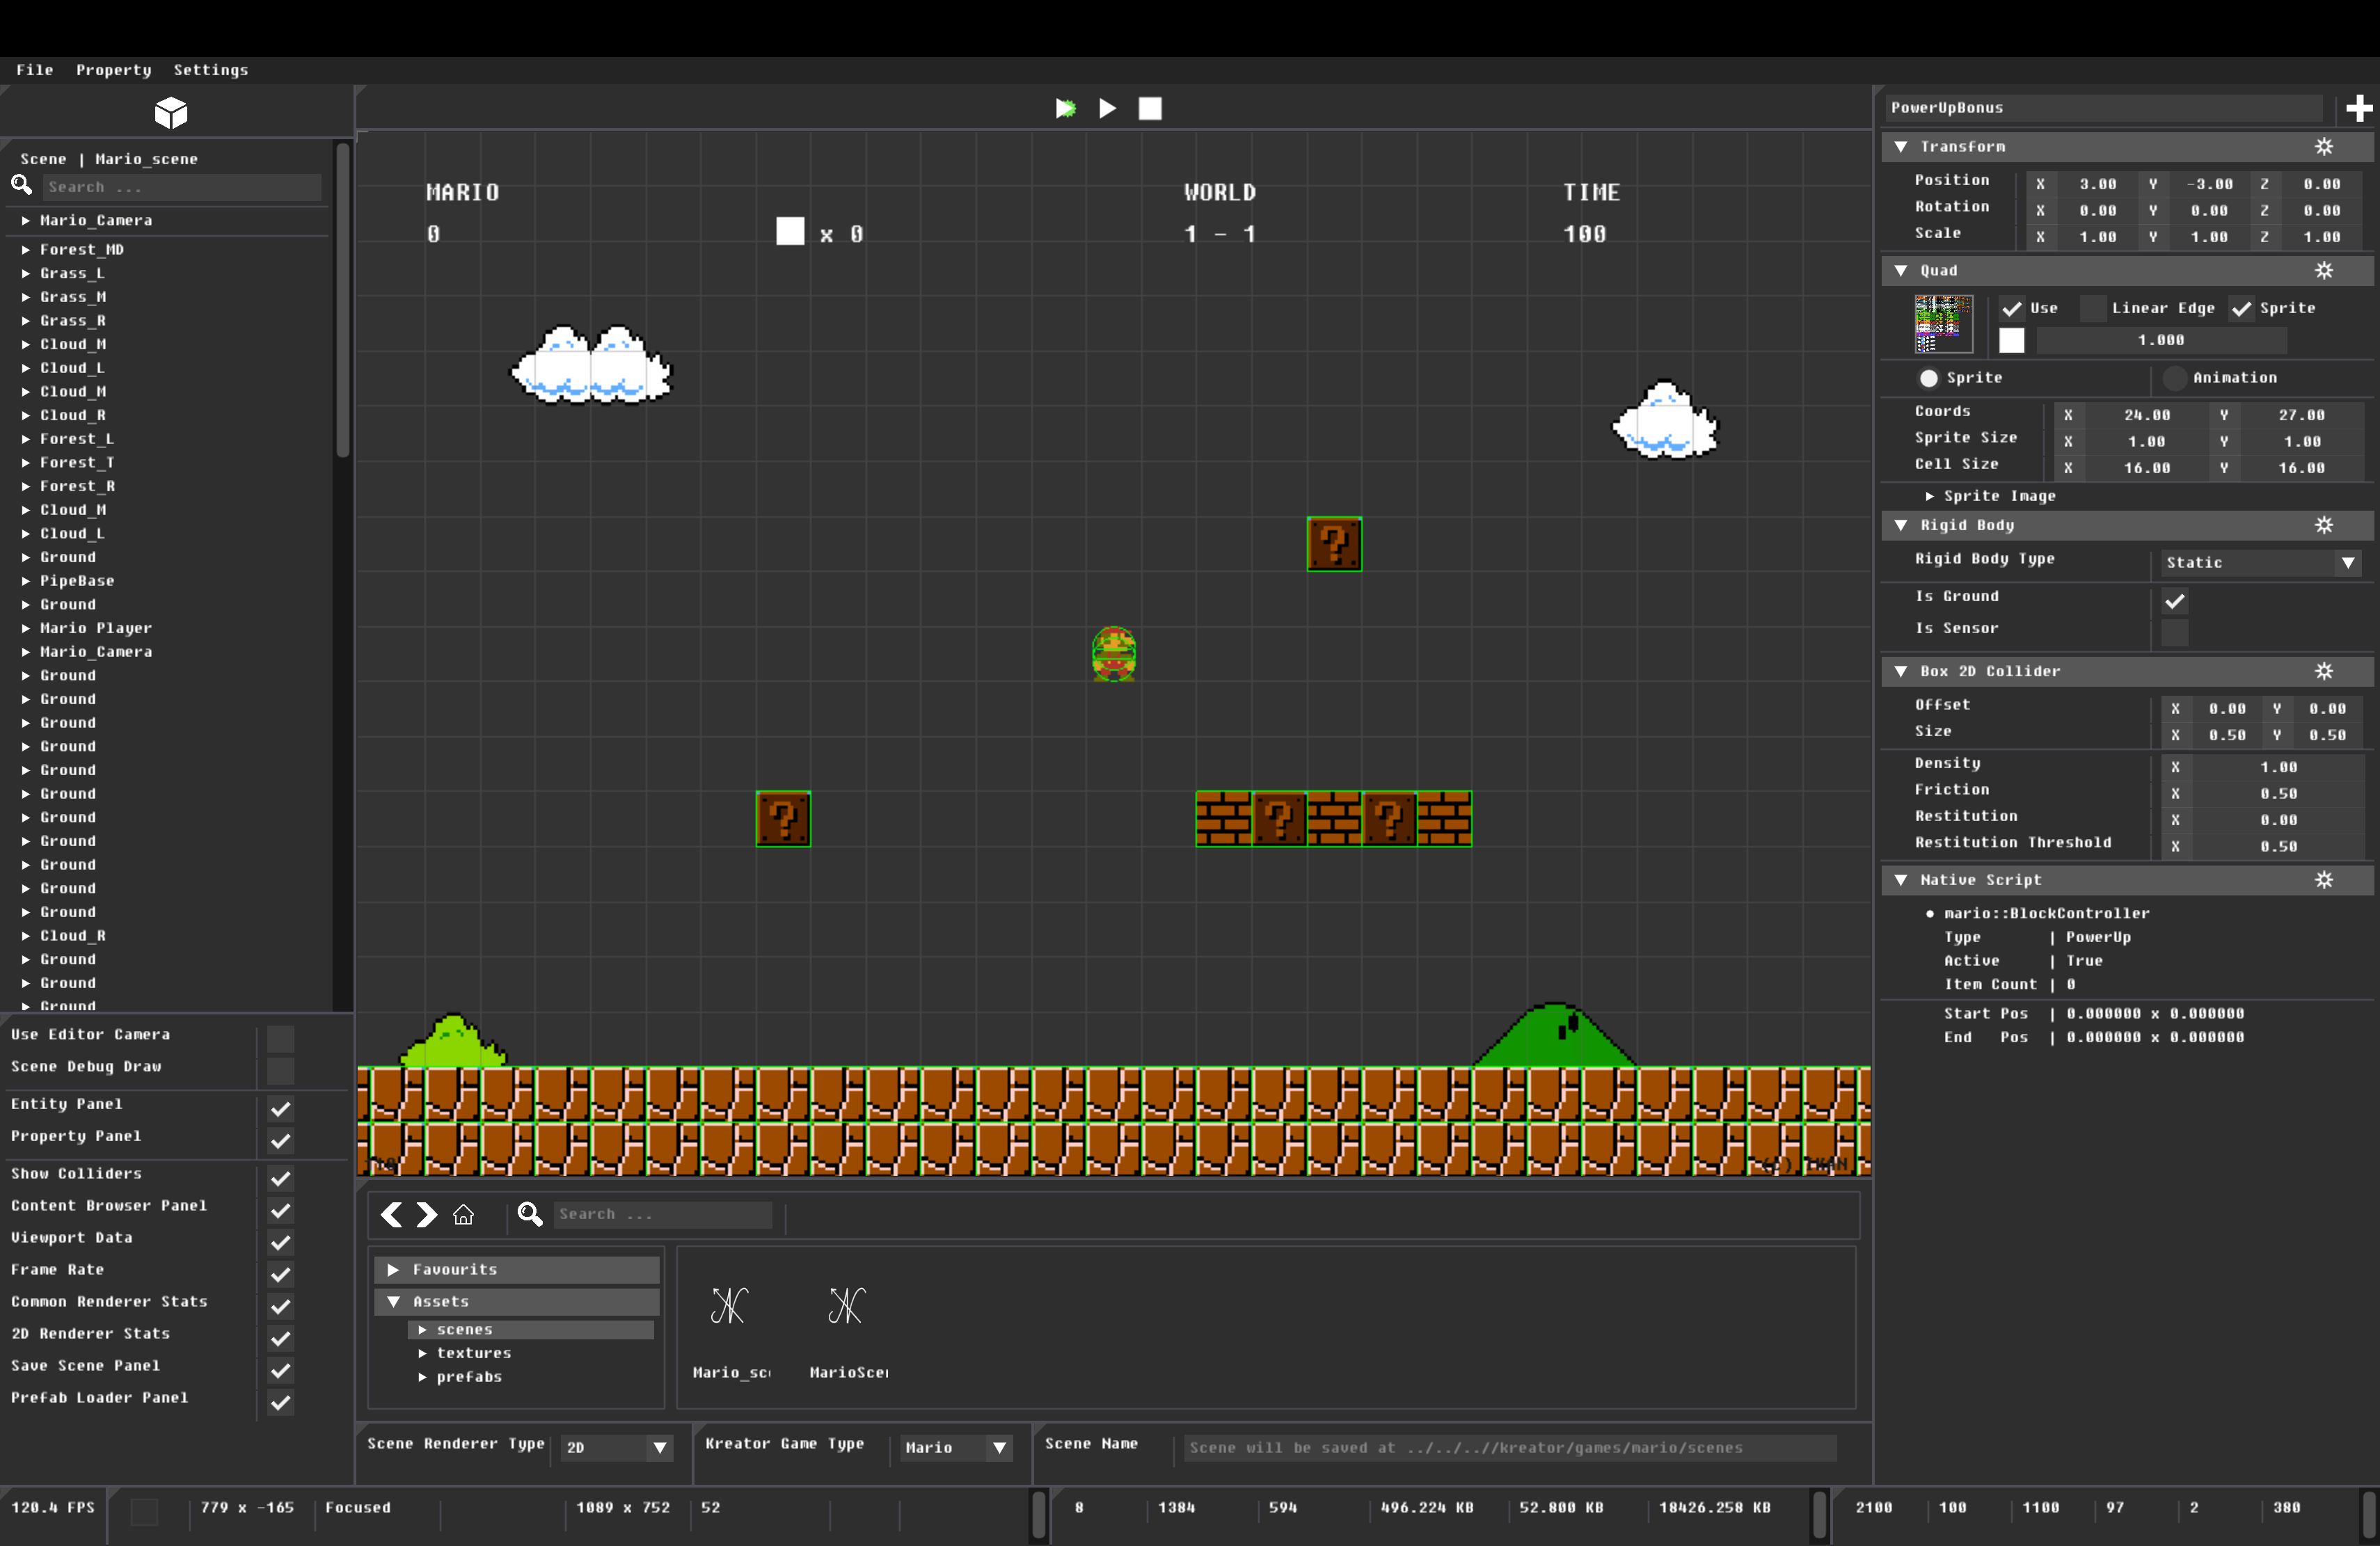 File Property Settings
Scene | Mario_scene
Search ...
Mario_Camera
Forest_MD
Grass_L
Grass_M
Grass_R
Cloud_M
Cloud_L
Cloud_M
Cloud_R
Forest_L
Forest_T
Forest_R
Cloud_M
Cloud_L
Ground
PipeBase
Ground
Mario Player
Mario_Camera
Ground
Ground
Ground
Ground
Ground
Ground
Ground
Ground
Ground
Ground
Ground
Cloud_R
Ground
Ground
Ground
Use Editor Camera
Scene Debug Draw
Entity Panel
Property Panel
Show Colliders
Content Browser Panel
Viewport Data
Frame Rate
Common Renderer Stats
2D Renderer Stats
Save Scene Panel
Prefab Loader Panel
MARIO WORLD TIME
0 x 0 1 - 1 100
?
?
? ?
Search ...
Favourits
Assets
scenes
textures
prefabs
Mario_sc
MarioScen
Scene Renderer Type 2D Kreator Game Type Mario Scene Name Scene will be saved at ../../..//kreator/games/mario/scenes
PowerUpBonus
Transform
Position X 3.00 Y -3.00 Z 0.00
Rotation X 0.00 Y 0.00 Z 0.00
Scale X 1.00 Y 1.00 Z 1.00
Quad
Use Linear Edge Sprite
1.000
Sprite Animation
Coords X 24.00 Y 27.00
Sprite Size X 1.00 Y 1.00
Cell Size X 16.00 Y 16.00
Sprite Image
Rigid Body
Rigid Body Type Static
Is Ground
Is Sensor
Box 2D Collider
Offset X 0.00 Y 0.00
Size X 0.50 Y 0.50
Density X 1.00
Friction X 0.50
Restitution X 0.00
Restitution Threshold X 0.50
Native Script
mario::BlockController
Type | PowerUp
Active | True
Item Count | 0
Start Pos | 0.000000 x 0.000000
End Pos | 0.000000 x 0.000000
120.4 FPS 779 x -165 Focused 1089 x 752 52 8 1384 594 496.224 KB 52.800 KB 18426.258 KB 2100 100 1100 97 2 380